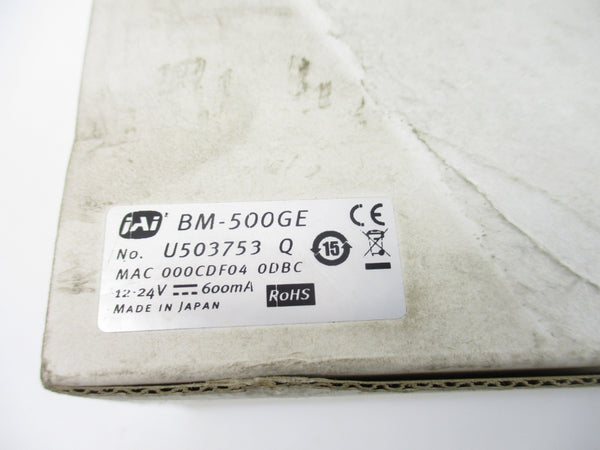 JAi BM-500GE CE
No. U503753 Q 15
MAC 000CDF04 0DBC
12-24V 600mA RoHS
MADE IN JAPAN